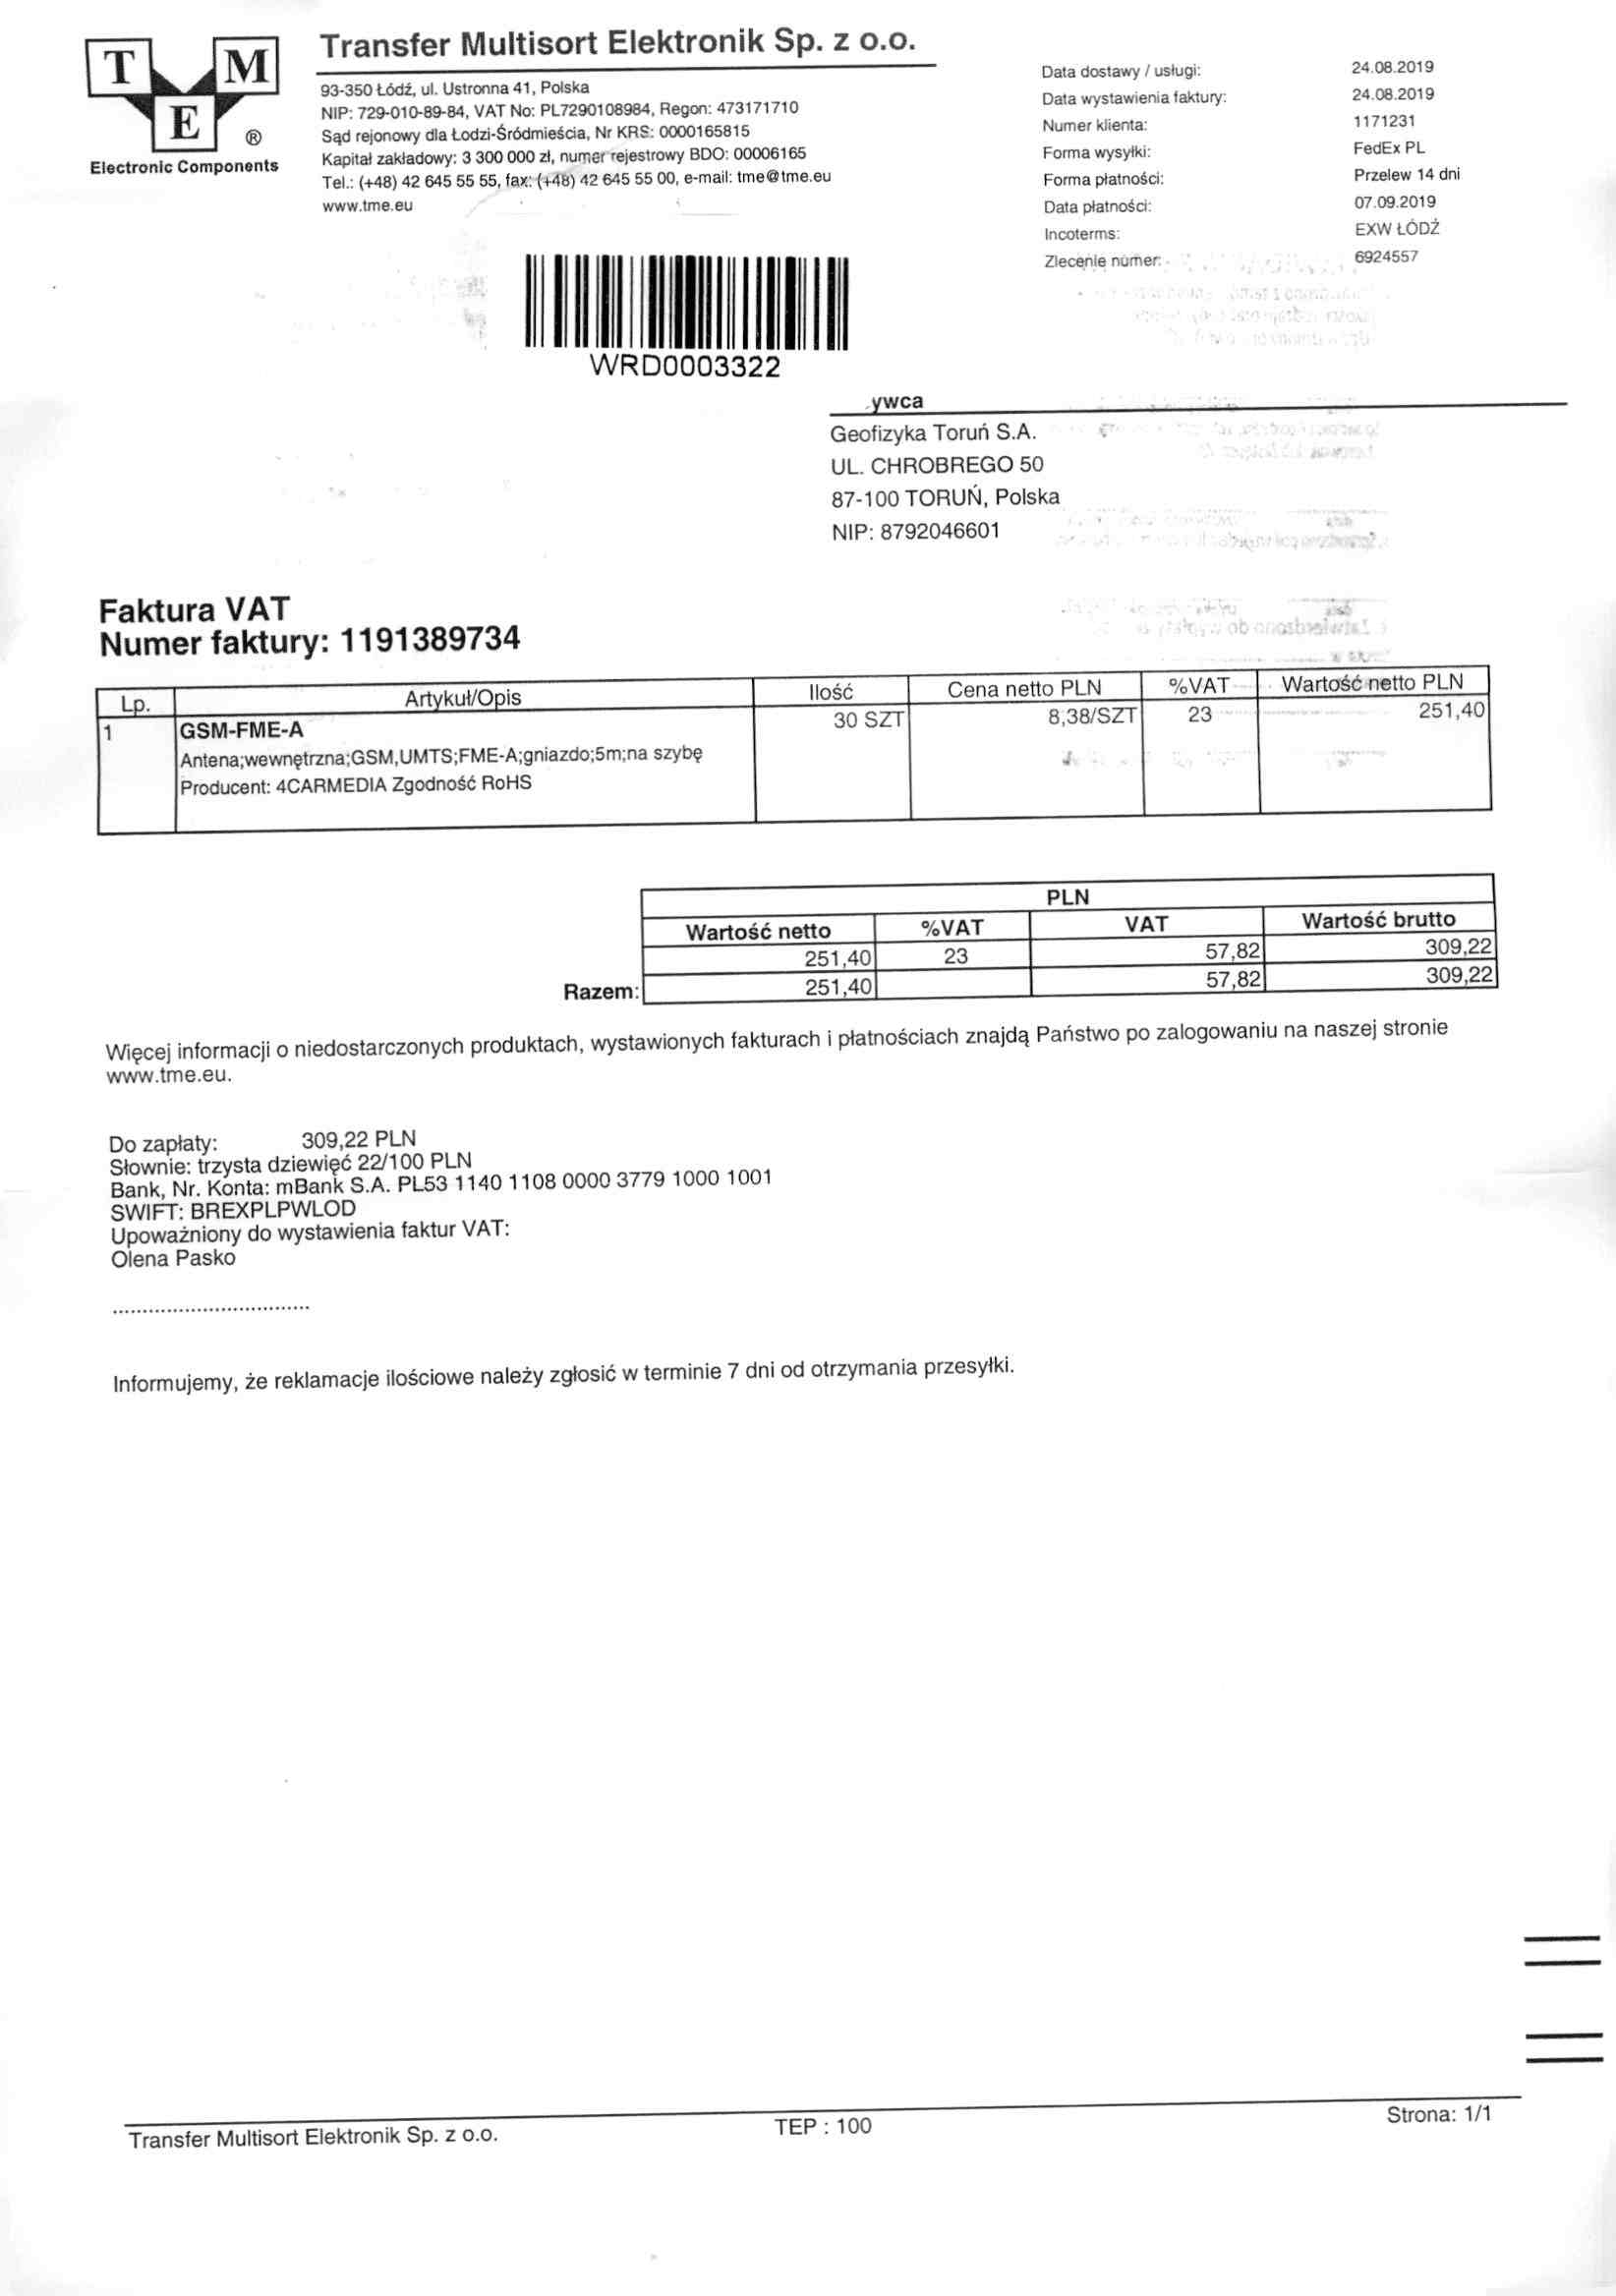 T M
E ®
Electronic Components
Transfer Multisort Elektronik Sp. z o.o.
93-350 Łódź, ul. Ustronna 41, Polska
NIP: 729-010-89-84, VAT No: PL7290108984, Regon: 473171710
Sąd rejonowy dla Łodzi-Śródmieścia, Nr KRS: 0000165815
Kapitał zakładowy: 3 300 000 zł, numer rejestrowy BDO: 00006165
Tel.: (+48) 42 645 55 55, fax: (+48) 42 645 55 00, e-mail: tme@tme.eu
www.tme.eu
Data dostawy / usługi: 24.08.2019
Data wystawienia faktury: 24.08.2019
Numer klienta: 1171231
Forma wysyłki: FedEx PL
Forma płatności: Przelew 14 dni
Data płatności: 07.09.2019
Incoterms: EXW ŁÓDŹ
Zlecenie numer: 6924557
WRD0003322
ywca
Geofizyka Toruń S.A.
UL. CHROBREGO 50
87-100 TORUŃ, Polska
NIP: 8792046601
Faktura VAT
Numer faktury: 1191389734
Lp. Artykuł/Opis Ilość Cena netto PLN %VAT Wartość netto PLN
1 GSM-FME-A 30 SZT 8,38/SZT 23 251,40
Antena;wewnętrzna;GSM,UMTS;FME-A;gniazdo;5m;na szybę
Producent: 4CARMEDIA Zgodność RoHS
PLN
Wartość netto %VAT VAT Wartość brutto
251,40 23 57,82 309,22
Razem: 251,40 57,82 309,22
Więcej informacji o niedostarczonych produktach, wystawionych fakturach i płatnościach znajdą Państwo po zalogowaniu na naszej stronie
www.tme.eu.
Do zapłaty: 309,22 PLN
Słownie: trzysta dziewięć 22/100 PLN
Bank, Nr. Konta: mBank S.A. PL53 1140 1108 0000 3779 1000 1001
SWIFT: BREXPLPWLOD
Upoważniony do wystawienia faktur VAT:
Olena Pasko
.................................
Informujemy, że reklamacje ilościowe należy zgłosić w terminie 7 dni od otrzymania przesyłki.
Transfer Multisort Elektronik Sp. z o.o. TEP : 100 Strona: 1/1